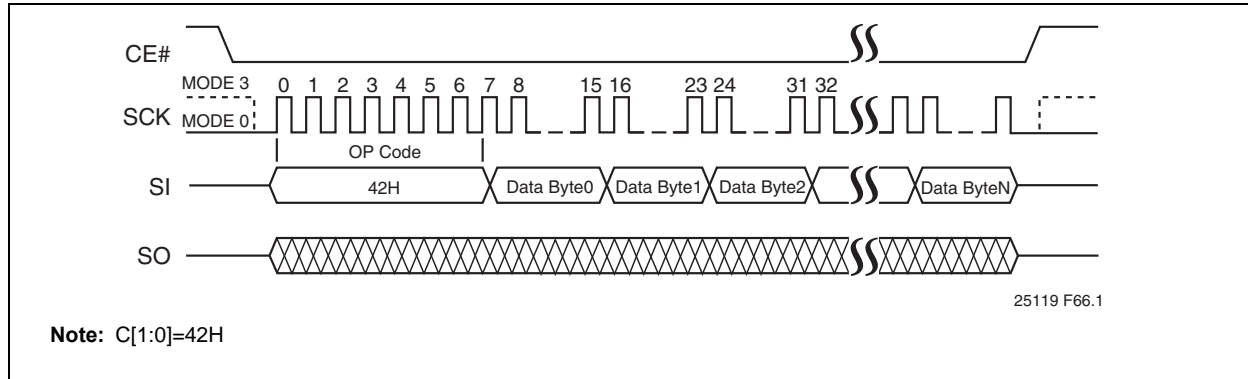 CE#
MODE 3
0 1 2 3 4 5 6 7 8 15 16 23 24 31 32
SCK
MODE 0
OP Code
SI
42H
Data Byte0
Data Byte1
Data Byte2
Data ByteN
SO
25119 F66.1
Note: C[1:0]=42H